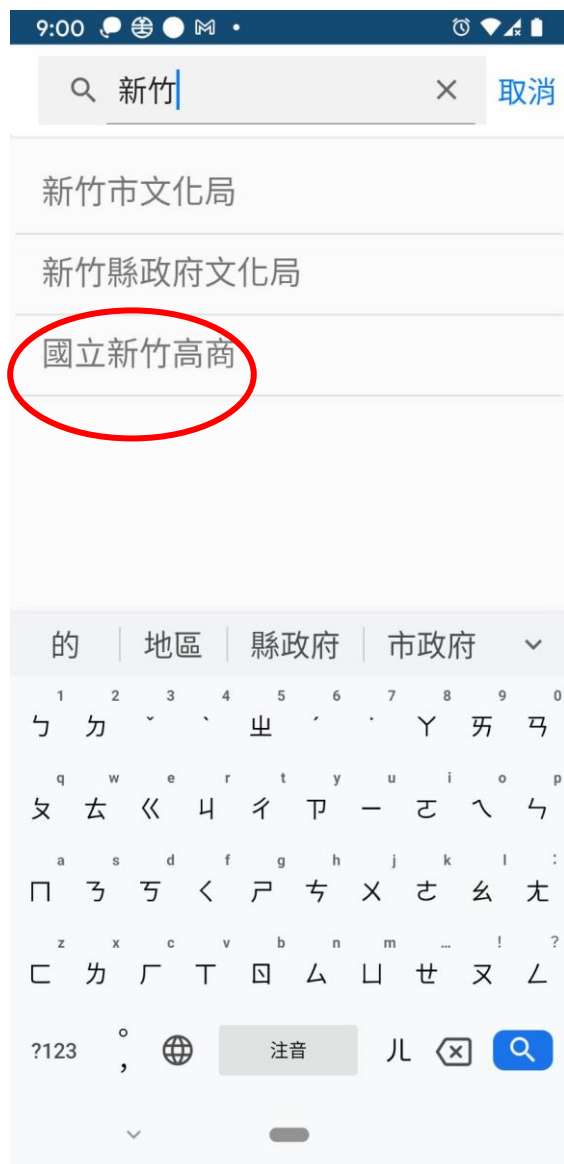 9:00
新竹 取消
新竹市文化局
新竹縣政府文化局
國立新竹高商
的 地區 縣政府 市政府
1 2 3 4 5 6 7 8 9 0
ㄅ ㄉ ˇ ˋ ㄓ ˊ ˙ ㄚ ㄞ ㄢ
q w e r t y u i o p
ㄆ ㄊ ㄍ ㄐ ㄔ ㄗ ㄧ ㄛ ㄟ ㄣ
a s d f g h j k l :
ㄇ ㄋ ㄎ ㄑ ㄕ ㄘ ㄨ ㄜ ㄠ ㄤ
z x c v b n m … ! ?
ㄈ ㄌ ㄏ ㄒ ㄖ ㄙ ㄩ ㄝ ㄡ ㄥ
?123 。 , 注音 ㄦ